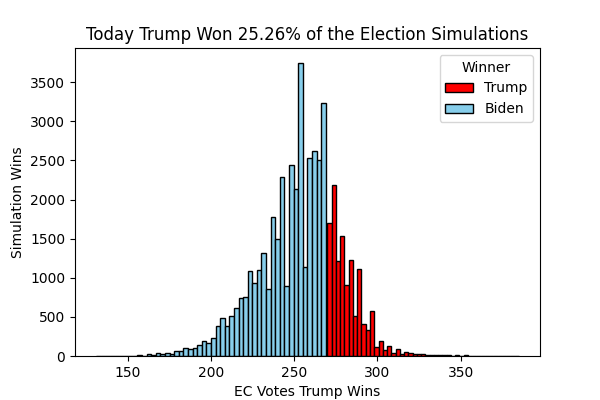 Today Trump Won 25.26% of the Election Simulations
Winner
Trump
Biden
Simulation Wins
3500
3000
2500
2000
1500
1000
500
0
150
200
250
300
350
EC Votes Trump Wins